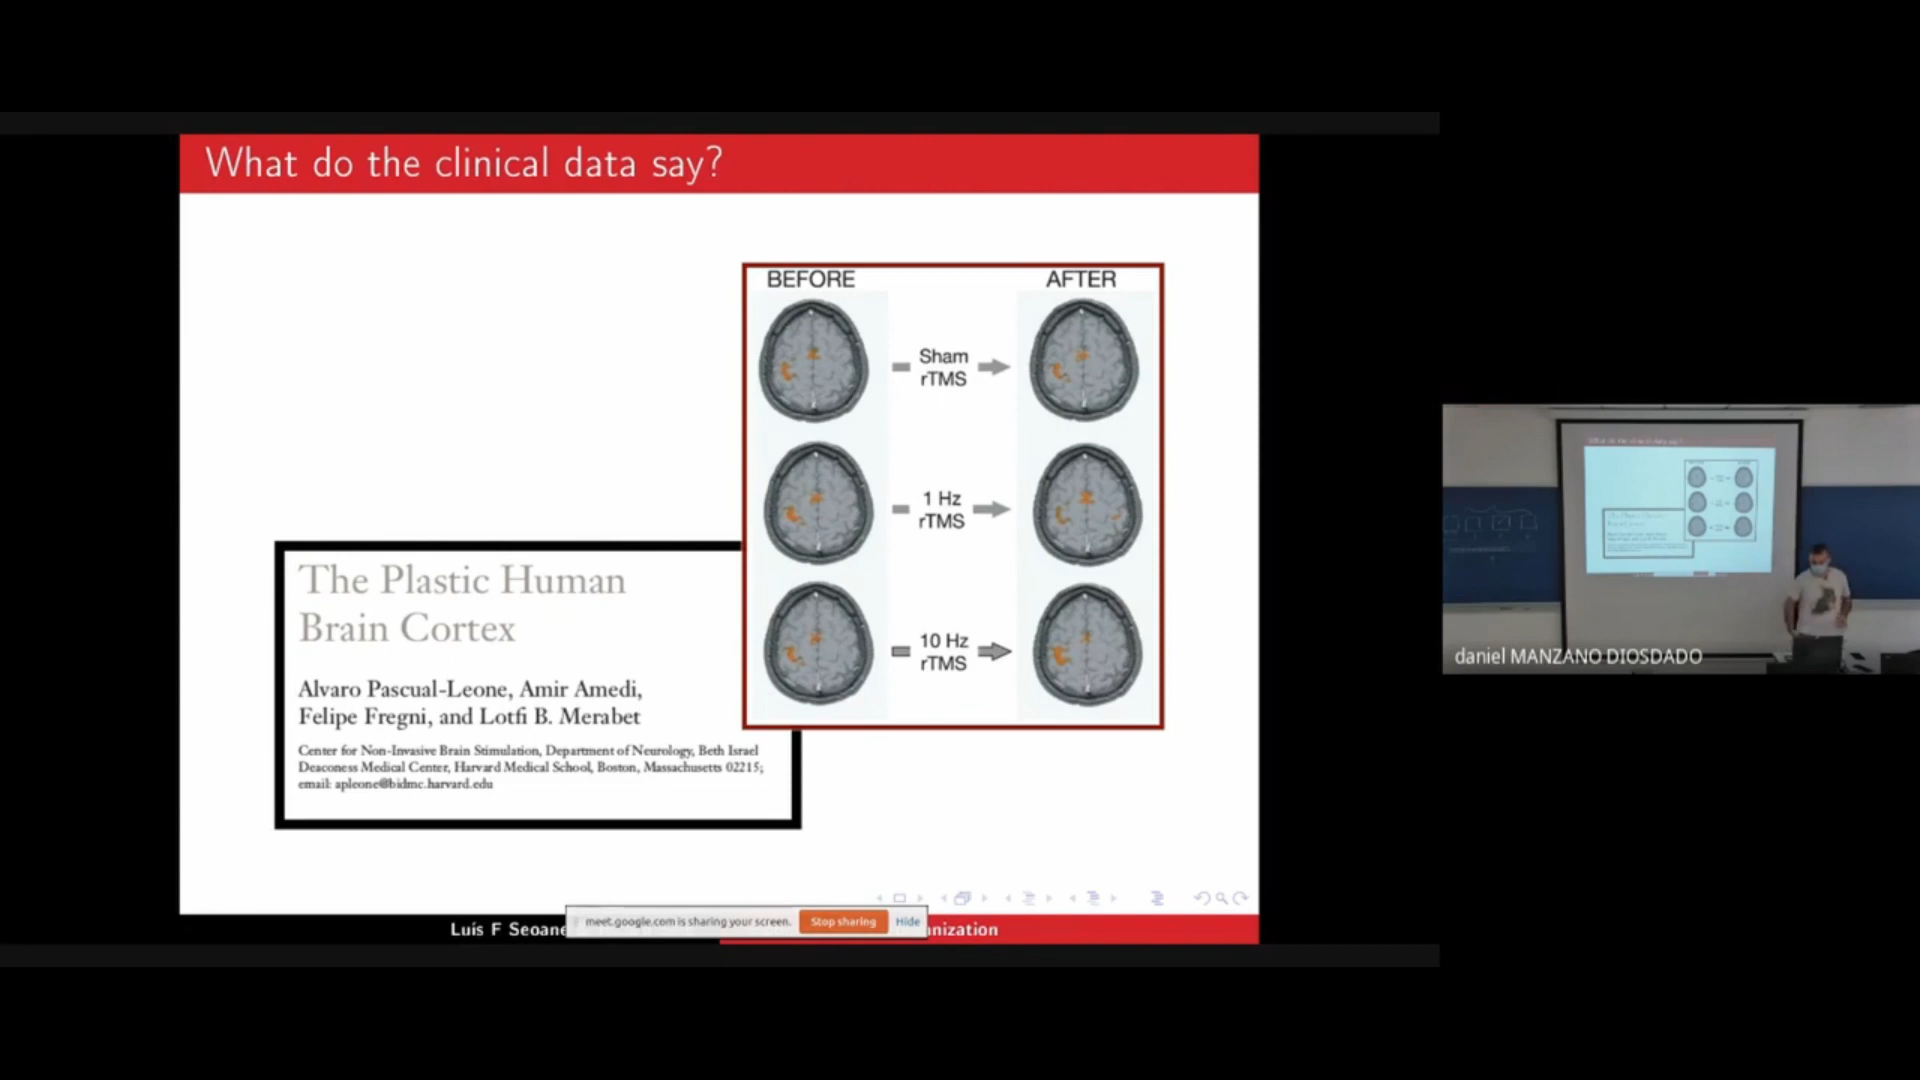 What do the clinical data say?
BEFORE
AFTER
Sham
rTMS
1 Hz
rTMS
10 Hz
rTMS
The Plastic Human
Brain Cortex
Alvaro Pascual-Leone, Amir Amedi,
Felipe Fregni, and Lotfi B. Merabet
Center for Non-Invasive Brain Stimulation, Department of Neurology, Beth Israel
Deaconess Medical Center, Harvard Medical School, Boston, Massachusetts 02215;
email: apleone@bidmc.harvard.edu
meet.google.com is sharing your screen.
Stop sharing
Hide
Luís F Seoane
nization
daniel MANZANO DIOSDADO